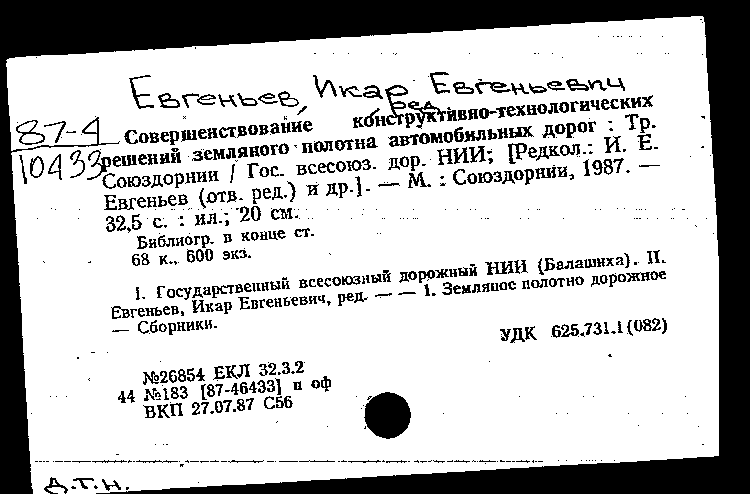 Евгеньев, Икар Евгеньевич
, ред.
87-4
10433
Совершенствование конструктивно-технологических
решений земляного полотна автомобильных дорог : Тр.
Союздорнии / Гос. всесоюз. дор. НИИ; [Редкол.: И. Е.
Евгеньев (отв. ред.) и др.]. — М. : Союздорнии, 1987. —
32,5 с. : ил.; 20 см.
Библиогр. в конце ст.
68 к., 600 экз.
1. Государственный всесоюзный дорожный НИИ (Балашиха). II.
Евгеньев, Икар Евгеньевич, ред. — — 1. Земляное полотно дорожное
— Сборники.
УДК 625.731.1(082)
№26854 ЕКЛ 32.3.2
44 №183 [87-46433] п оф
ВКП 27.07.87 С56
д.т.н.